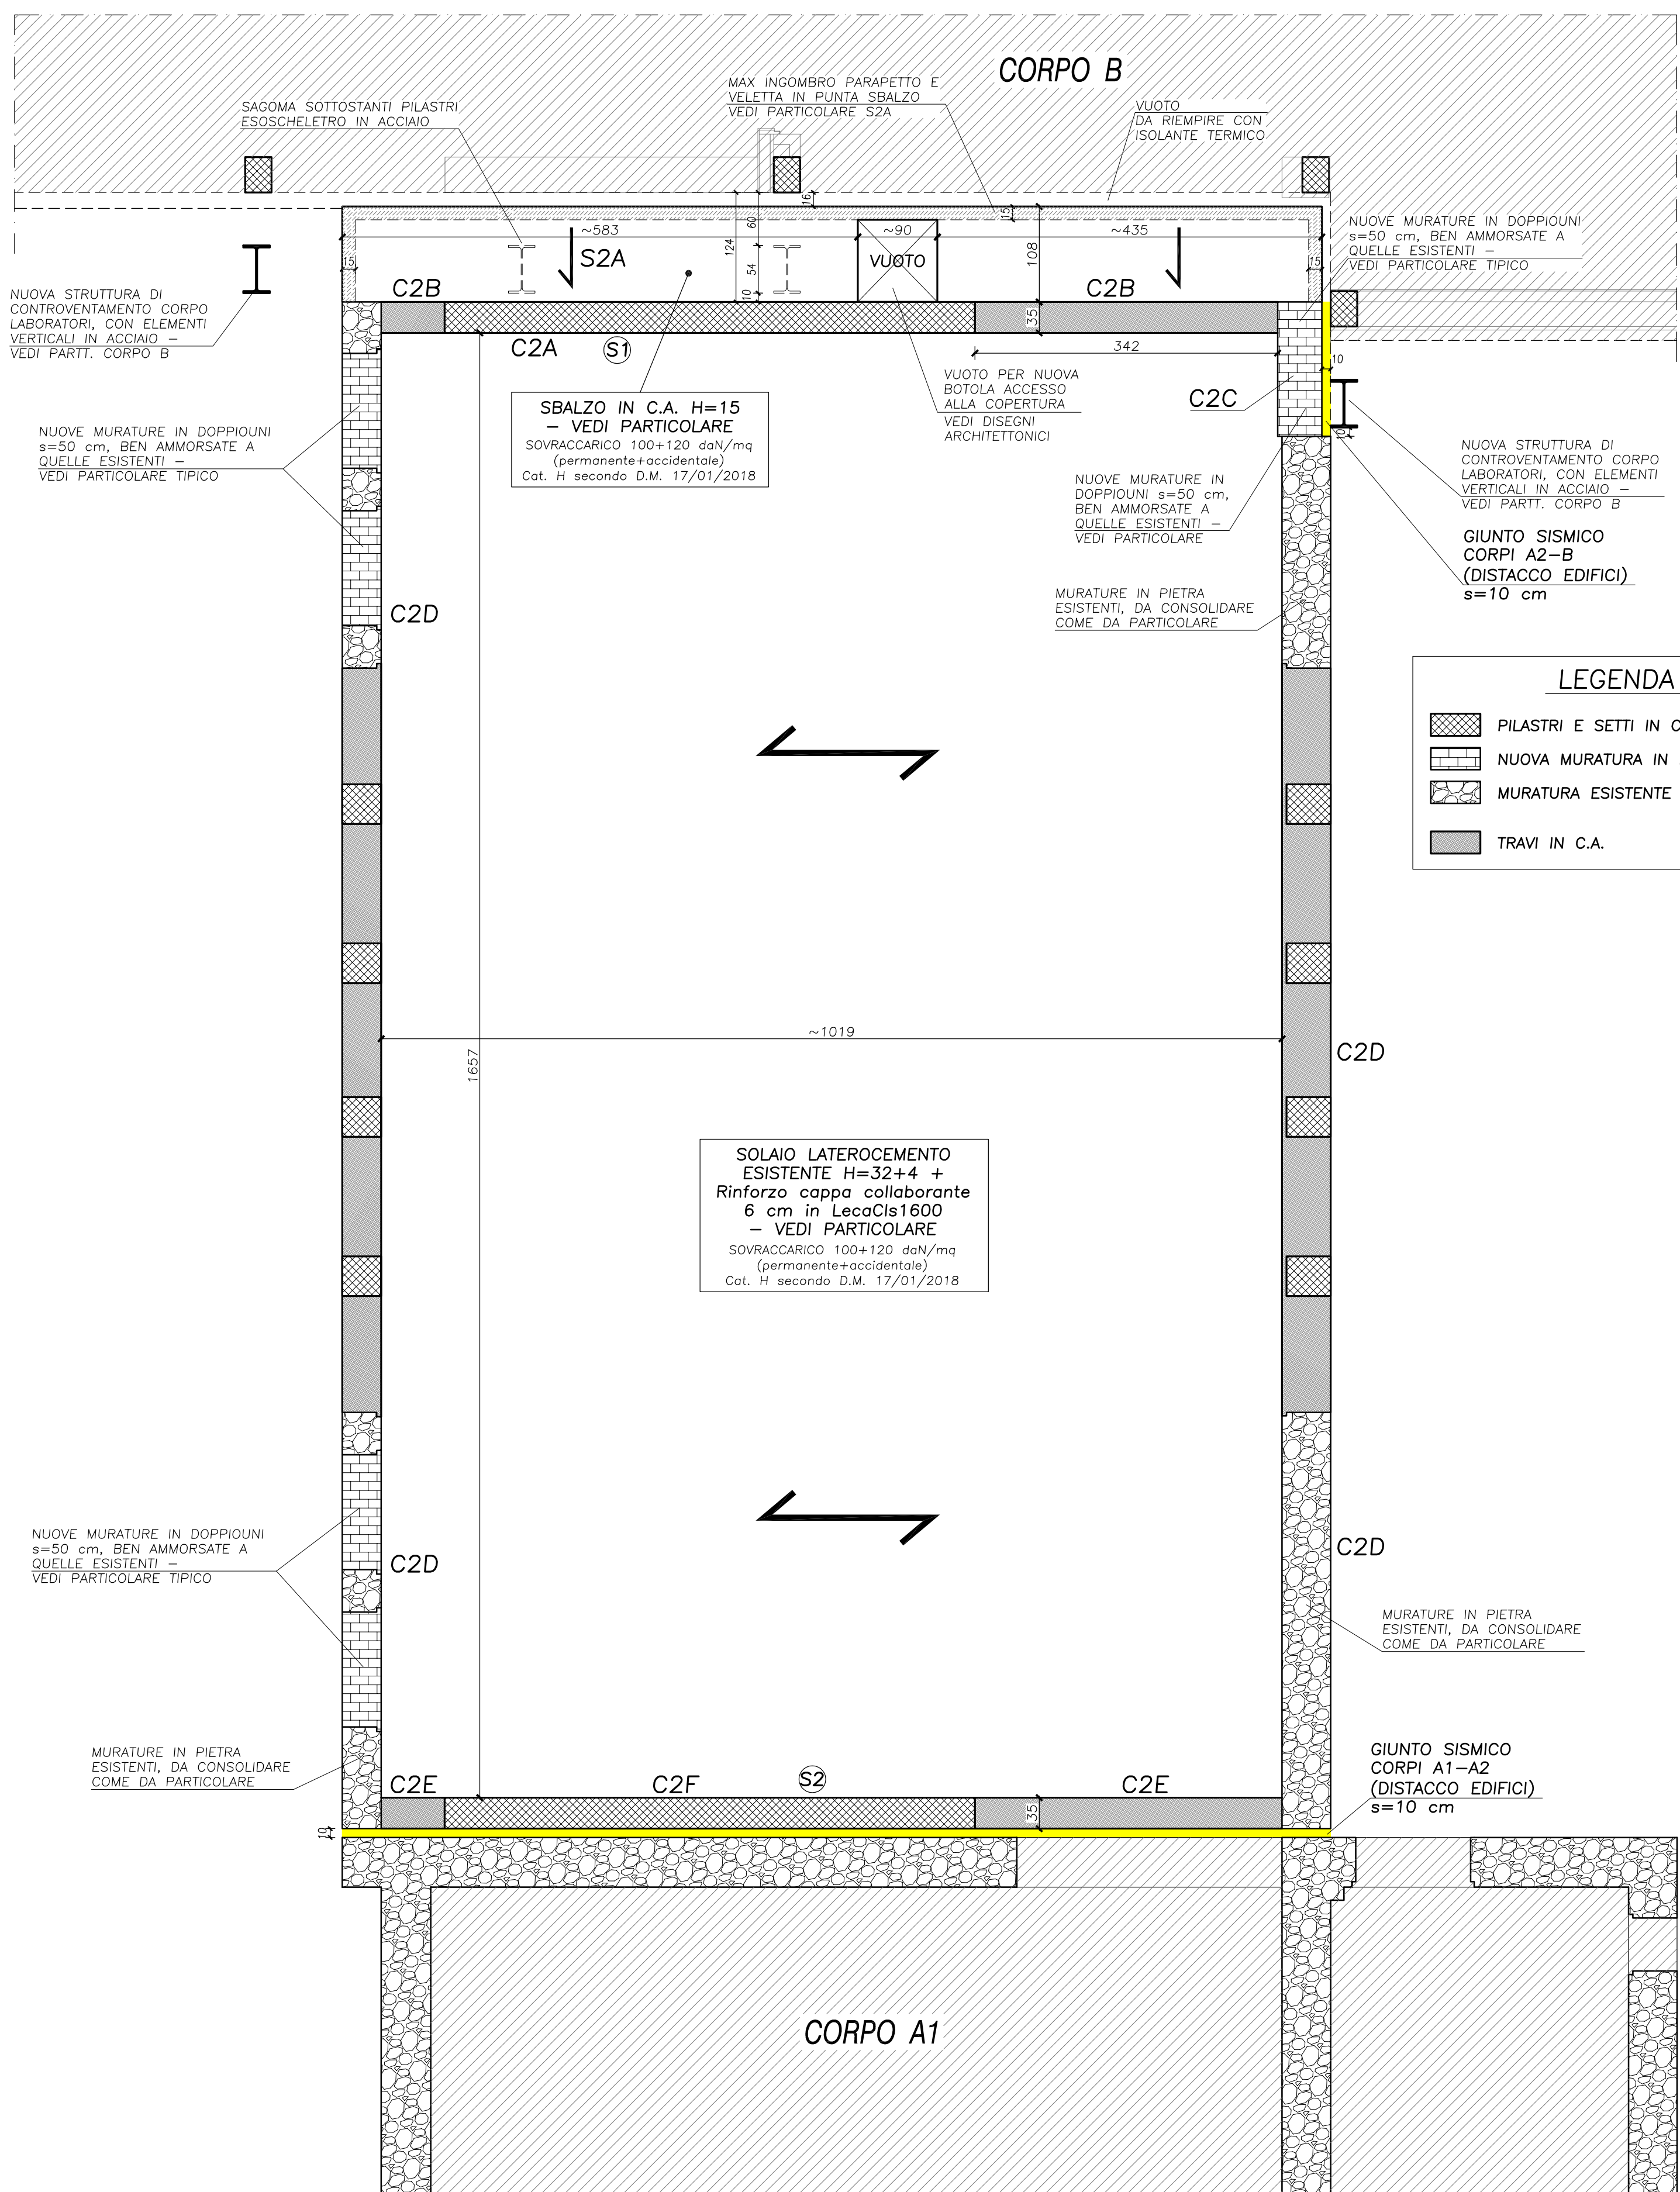 CORPO B
SAGOMA SOTTOSTANTI PILASTRI
ESOSCHELETRO IN ACCIAIO
MAX INGOMBRO PARAPETTO E
VELETTA IN PUNTA SBALZO
VEDI PARTICOLARE S2A
VUOTO
DA RIEMPIRE CON
ISOLANTE TERMICO
NUOVE MURATURE IN DOPPIOUNI
s=50 cm, BEN AMMORSATE A
QUELLE ESISTENTI –
VEDI PARTICOLARE TIPICO
16
15
~583
~90
~435
124
60
54
10
108
15
15
S2A
VUOTO
C2B
C2B
NUOVA STRUTTURA DI
CONTROVENTAMENTO CORPO
LABORATORI, CON ELEMENTI
VERTICALI IN ACCIAIO –
VEDI PARTT. CORPO B
35
C2A
S1
342
10
VUOTO PER NUOVA
BOTOLA ACCESSO
ALLA COPERTURA
VEDI DISEGNI
ARCHITETTONICI
C2C
10
SBALZO IN C.A. H=15
– VEDI PARTICOLARE
SOVRACCARICO 100+120 daN/mq
(permanente+accidentale)
Cat. H secondo D.M. 17/01/2018
NUOVE MURATURE IN DOPPIOUNI
s=50 cm, BEN AMMORSATE A
QUELLE ESISTENTI –
VEDI PARTICOLARE TIPICO
NUOVA STRUTTURA DI
CONTROVENTAMENTO CORPO
LABORATORI, CON ELEMENTI
VERTICALI IN ACCIAIO –
VEDI PARTT. CORPO B
NUOVE MURATURE IN
DOPPIOUNI s=50 cm,
BEN AMMORSATE A
QUELLE ESISTENTI –
VEDI PARTICOLARE
GIUNTO SISMICO
CORPI A2–B
(DISTACCO EDIFICI)
s=10 cm
MURATURE IN PIETRA
ESISTENTI, DA CONSOLIDARE
COME DA PARTICOLARE
C2D
LEGENDA
PILASTRI E SETTI IN C
NUOVA MURATURA IN
MURATURA ESISTENTE
TRAVI IN C.A.
~1019
1657
C2D
SOLAIO LATEROCEMENTO
ESISTENTE H=32+4 +
Rinforzo cappa collaborante
6 cm in LecaCls1600
– VEDI PARTICOLARE
SOVRACCARICO 100+120 daN/mq
(permanente+accidentale)
Cat. H secondo D.M. 17/01/2018
NUOVE MURATURE IN DOPPIOUNI
s=50 cm, BEN AMMORSATE A
QUELLE ESISTENTI –
VEDI PARTICOLARE TIPICO
C2D
C2D
MURATURE IN PIETRA
ESISTENTI, DA CONSOLIDARE
COME DA PARTICOLARE
MURATURE IN PIETRA
ESISTENTI, DA CONSOLIDARE
COME DA PARTICOLARE
C2E
C2F
S2
C2E
GIUNTO SISMICO
CORPI A1–A2
(DISTACCO EDIFICI)
s=10 cm
35
10
CORPO A1